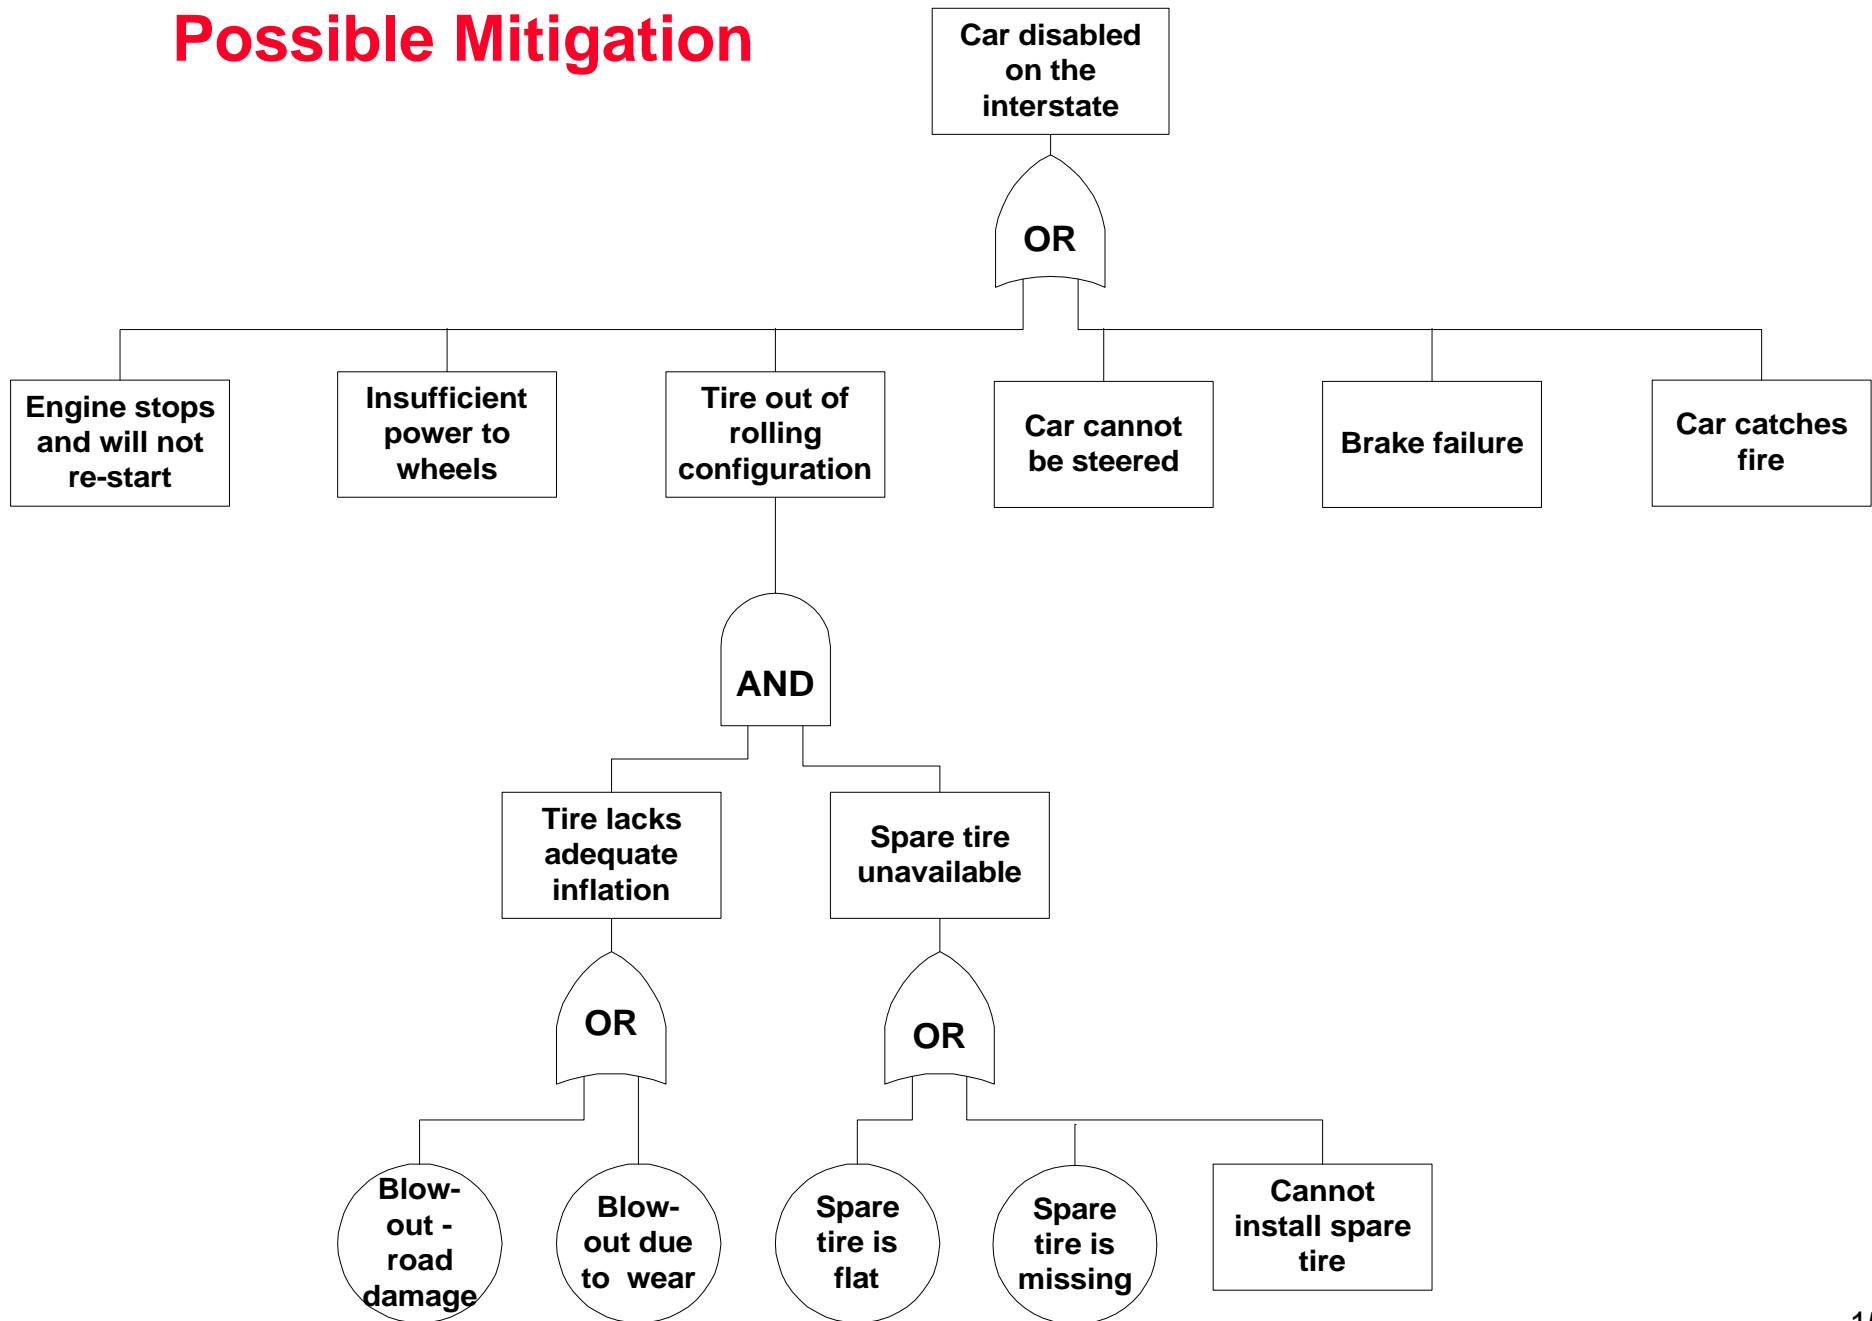 Possible Mitigation
Car disabled
on the
interstate
OR
Engine stops
and will not
re-start
Insufficient
power to
wheels
Tire out of
rolling
configuration
Car cannot
be steered
Brake failure
Car catches
fire
AND
Tire lacks
adequate
inflation
Spare tire
unavailable
OR
OR
Blow-
out -
road
damage
Blow-
out due
to wear
Spare
tire is
flat
Spare
tire is
missing
Cannot
install spare
tire